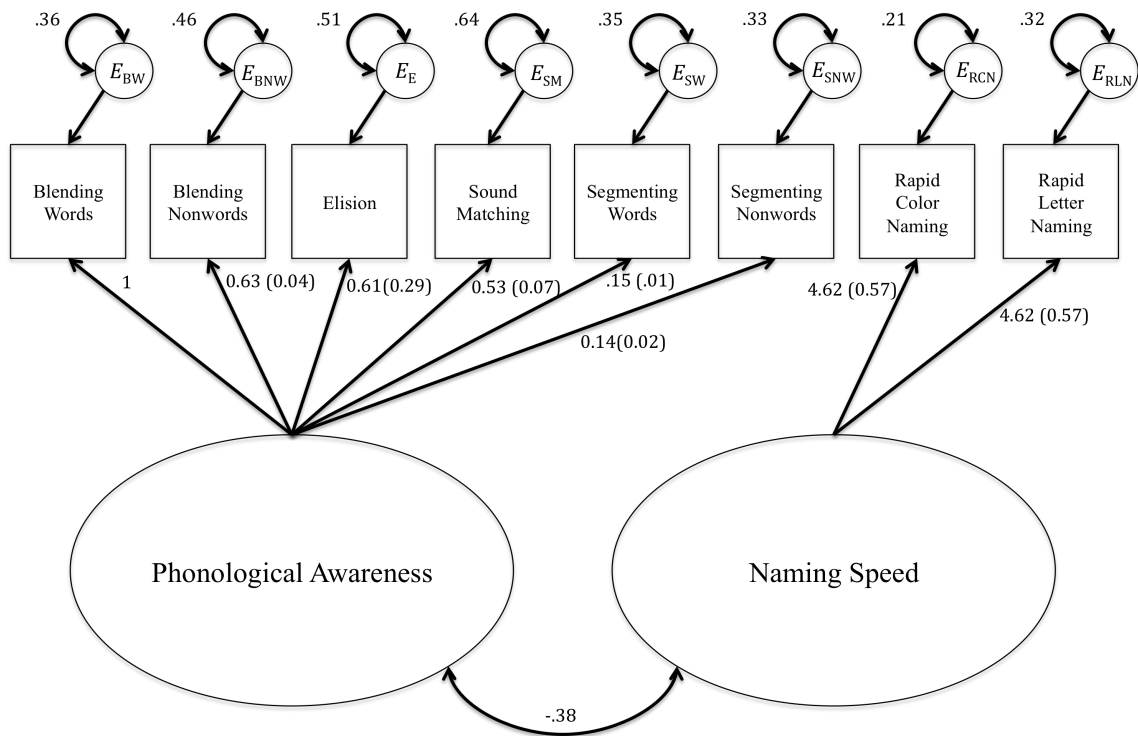 .36
.46
.51
.64
.35
.33
.21
.32
E_BW
E_BNW
E_E
E_SM
E_SW
E_SNW
E_RCN
E_RLN
Blending
Words
Blending
Nonwords
Elision
Sound
Matching
Segmenting
Words
Segmenting
Nonwords
Rapid
Color
Naming
Rapid
Letter
Naming
1
0.63 (0.04)
0.61(0.29)
0.53 (0.07)
.15 (.01)
0.14(0.02)
4.62 (0.57)
4.62 (0.57)
Phonological Awareness
Naming Speed
-.38